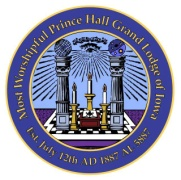 Most Worshipful Prince Hall Grand Lodge of Iowa
Est. July 12th AD 1887 AL 5887